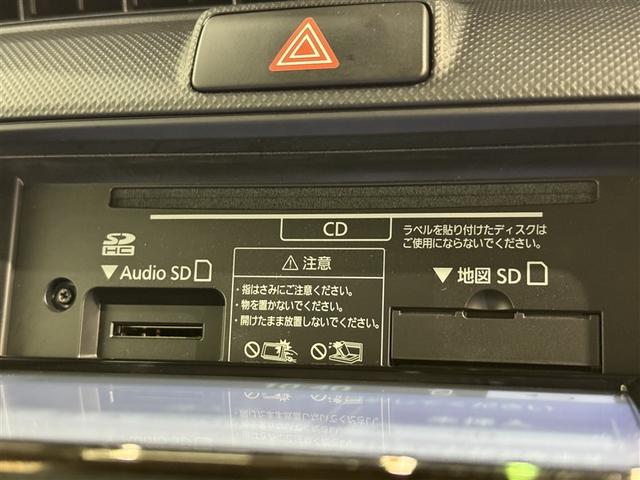 CD
ラベルを貼り付けたディスクは
ご使用にならないでください。
SD
HC
▼Audio SD
⚠注意
・指はさみにご注意ください。
・物を置かないでください。
・開けたまま放置しないでください。
▼地図 SD